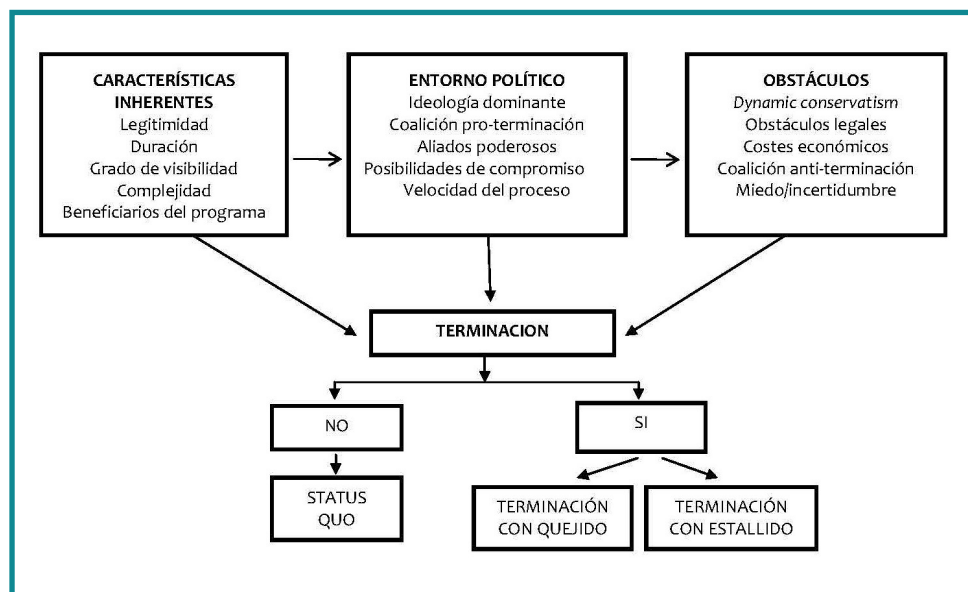 CARACTERÍSTICAS
INHERENTES
Legitimidad
Duración
Grado de visibilidad
Complejidad
Beneficiarios del programa
ENTORNO POLÍTICO
Ideología dominante
Coalición pro-terminación
Aliados poderosos
Posibilidades de compromiso
Velocidad del proceso
OBSTÁCULOS
Dynamic conservatism
Obstáculos legales
Costes económicos
Coalición anti-terminación
Miedo/incertidumbre
TERMINACION
NO
SI
STATUS
QUO
TERMINACIÓN
CON QUEJIDO
TERMINACIÓN
CON ESTALLIDO